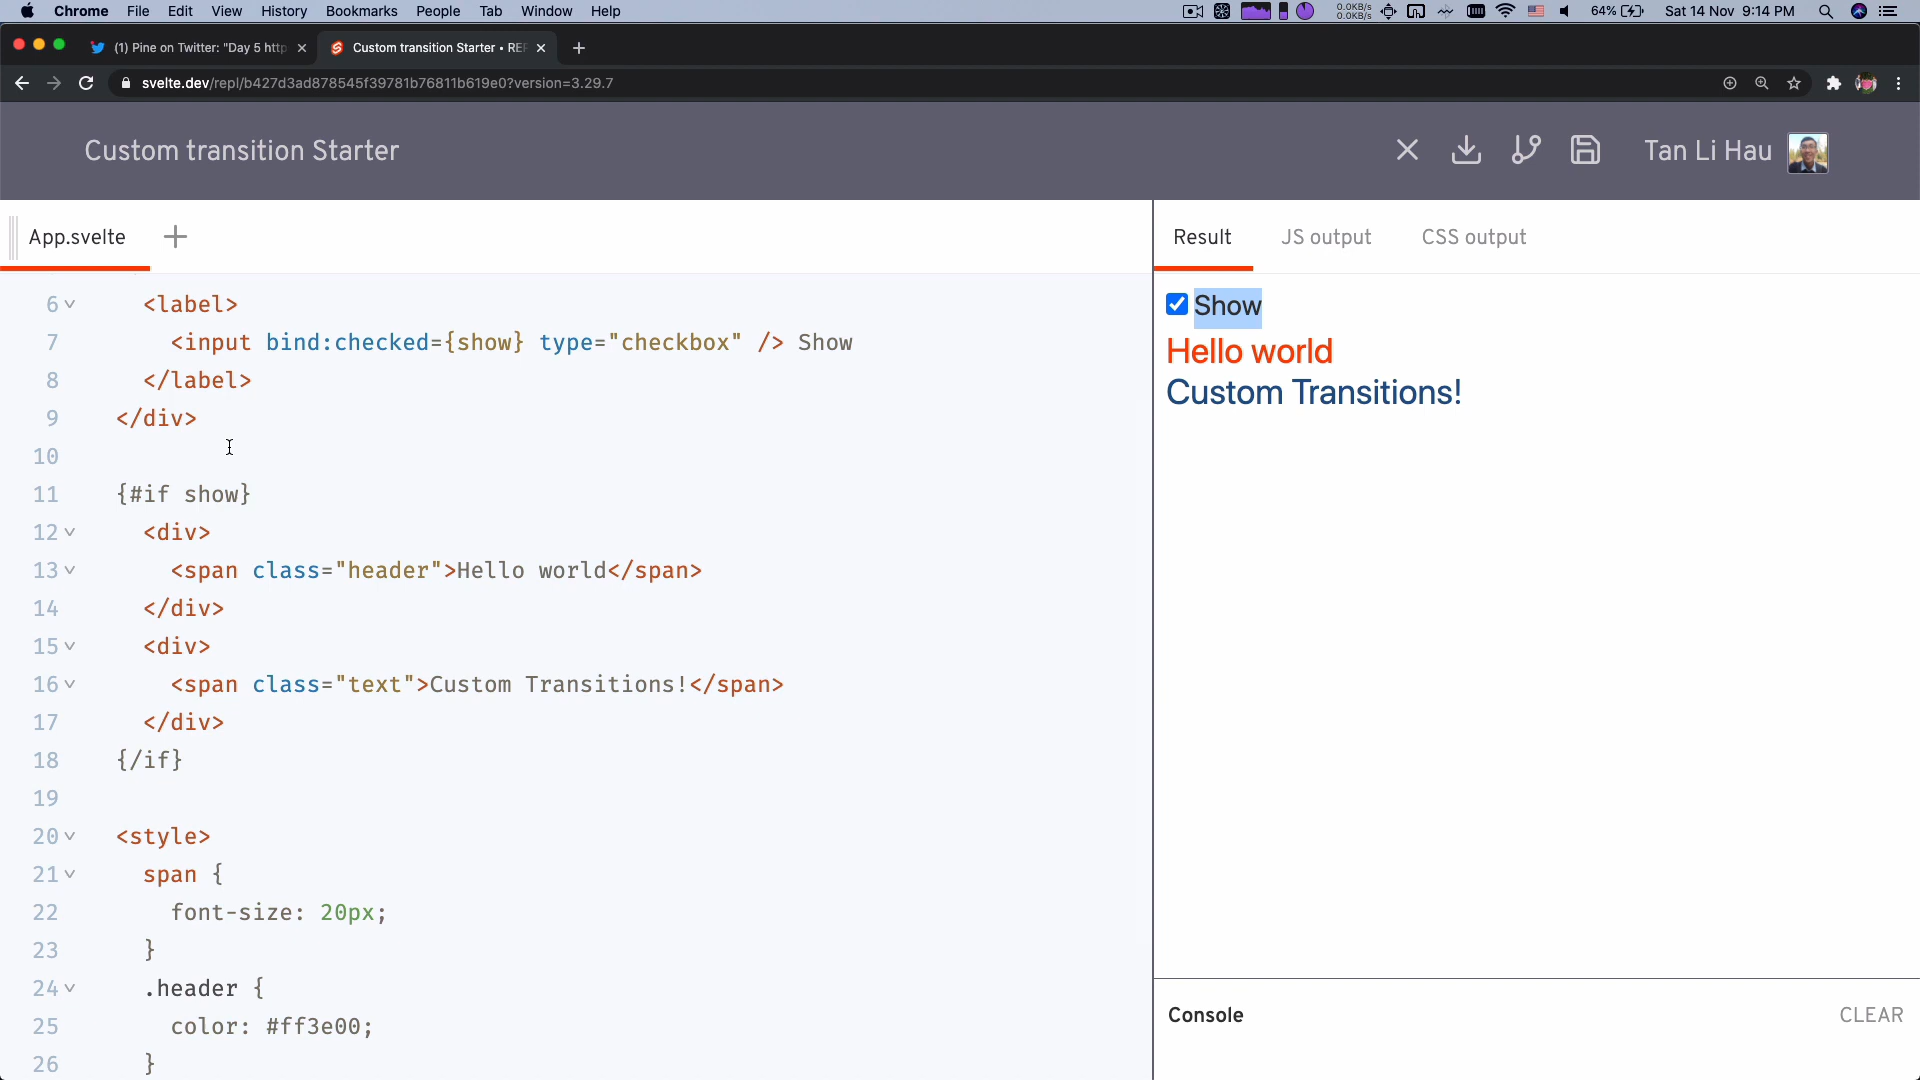 Chrome File Edit View History Bookmarks People Tab Window Help
0.0KB/s
0.0KB/s
64% Sat 14 Nov 9:14 PM
(1) Pine on Twitter: "Day 5 http
Custom transition Starter • REP
svelte.dev/repl/b427d3ad878545f39781b76811b619e0?version=3.29.7
Custom transition Starter
Tan Li Hau
App.svelte
6 <label>
7 <input bind:checked={show} type="checkbox" /> Show
8 </label>
9 </div>
10
11 {#if show}
12 <div>
13 <span class="header">Hello world</span>
14 </div>
15 <div>
16 <span class="text">Custom Transitions!</span>
17 </div>
18 {/if}
19
20 <style>
21 span {
22 font-size: 20px;
23 }
24 .header {
25 color: #ff3e00;
26 }
Result JS output CSS output
Show
Hello world
Custom Transitions!
Console CLEAR